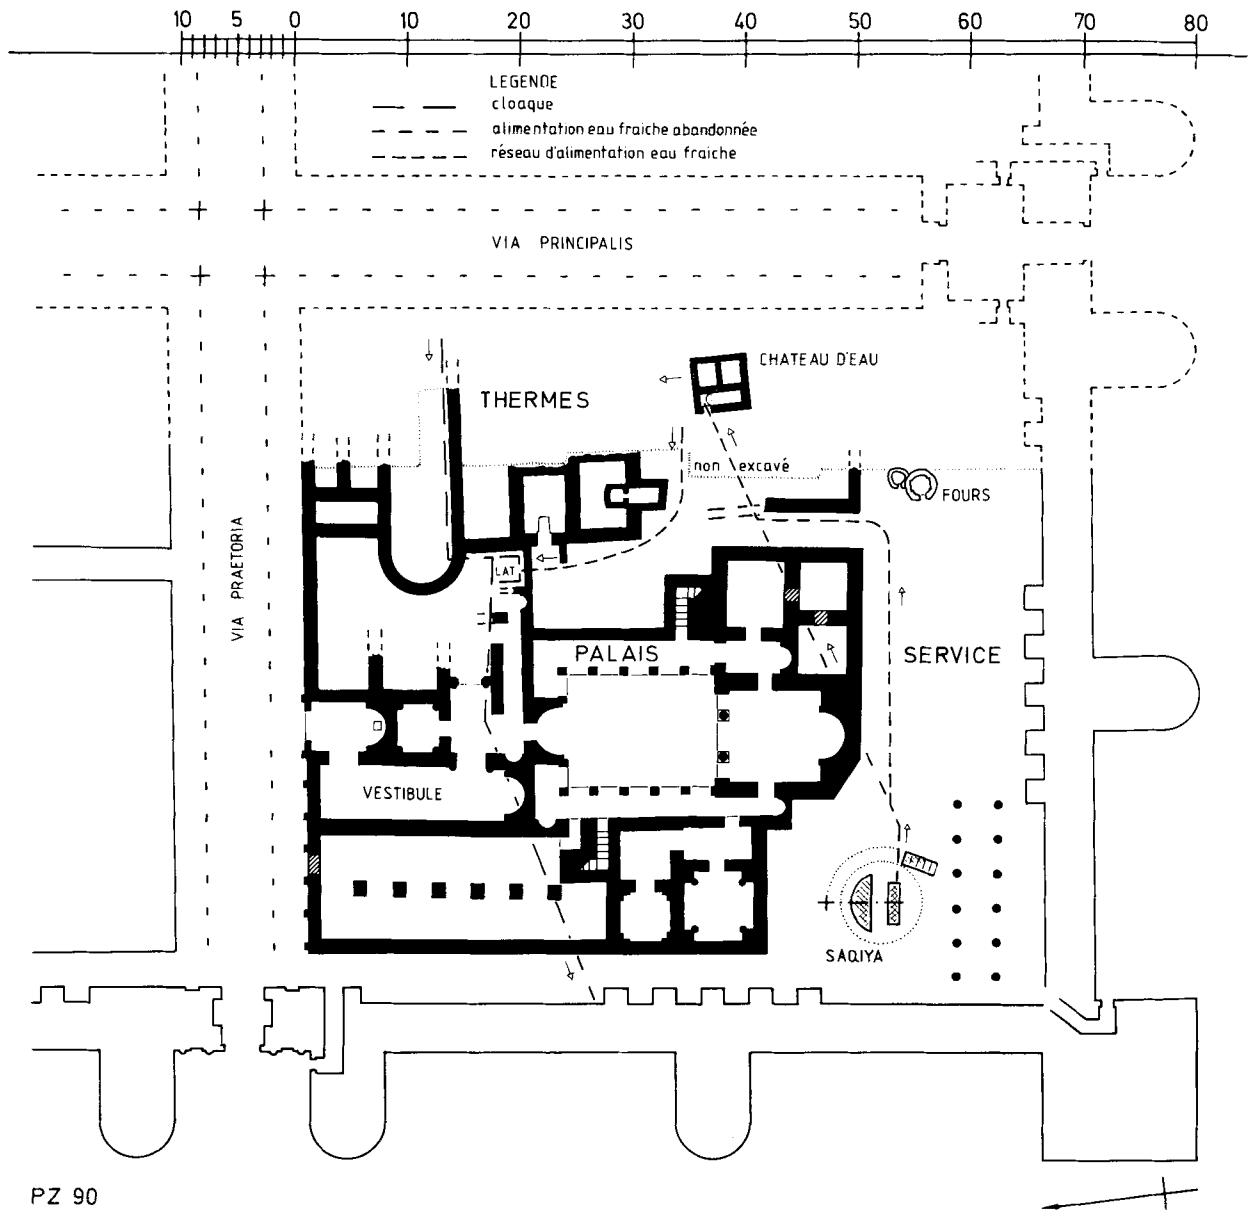 10 5 0 10 20 30 40 50 60 70 80
LEGENDE
cloaque
alimentation eau fraiche abandonnée
réseau d'alimentation eau fraiche
VIA PRINCIPALIS
CHATEAU D'EAU
THERMES
non excavé
FOURS
VIA PRAETORIA
LAT.
PALAIS
SERVICE
VESTIBULE
SAQIYA
PZ 90